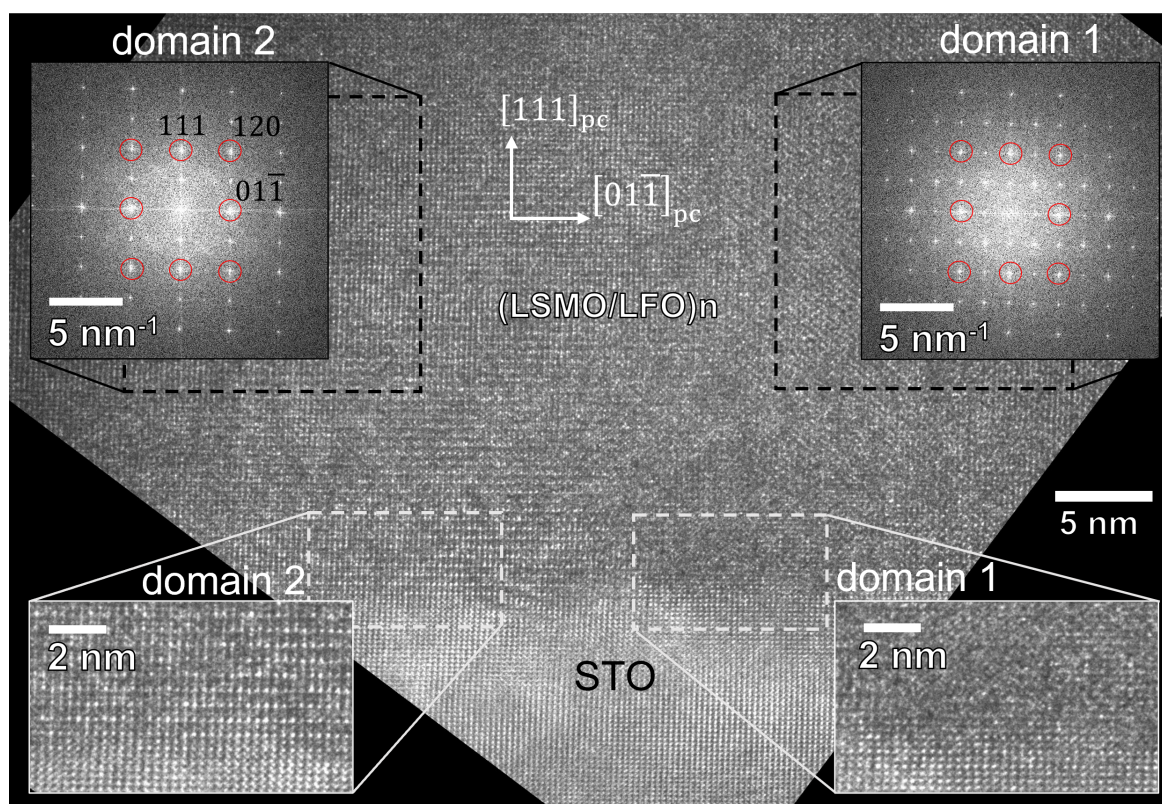 domain 2
domain 1
111 120
011̅
5 nm⁻¹
[111]pc
[011̅]pc
(LSMO/LFO)n
5 nm⁻¹
5 nm
domain 2
domain 1
2 nm
STO
2 nm